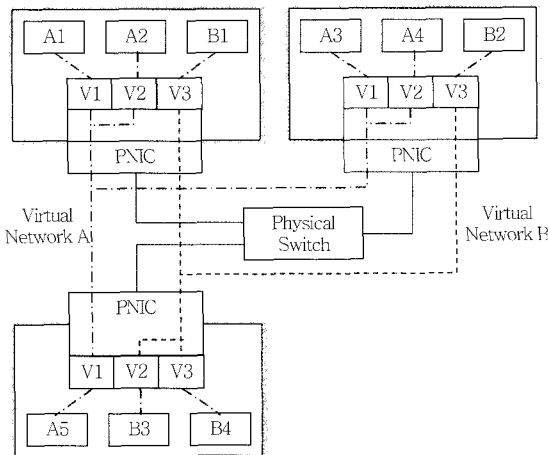 A1 A2 B1
V1 V2 V3
PNIC
A3 A4 B2
V1 V2 V3
PNIC
Virtual
Network A
Physical
Switch
Virtual
Network B
PNIC
V1 V2 V3
A5 B3 B4